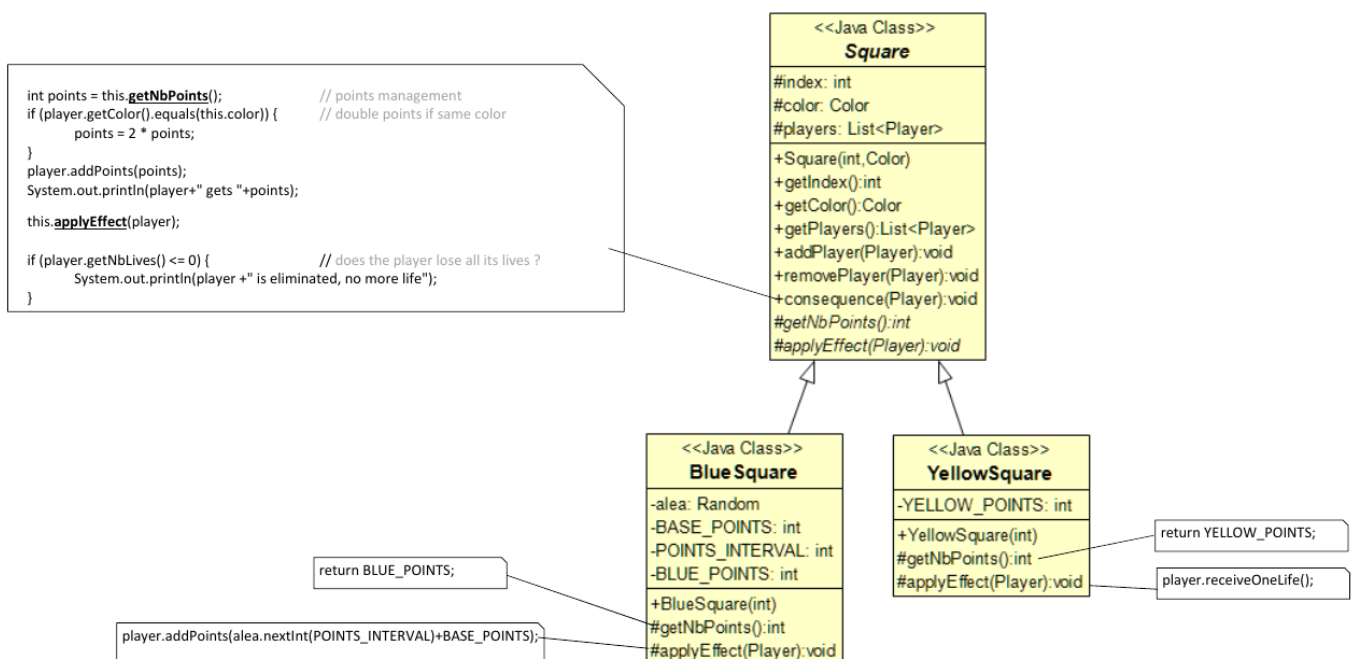 <<Java Class>>
Square
#index: int
#color: Color
#players: List<Player>
+Square(int,Color)
+getIndex():int
+getColor():Color
+getPlayers():List<Player>
+addPlayer(Player):void
+removePlayer(Player):void
+consequence(Player):void
#getNbPoints():int
#applyEffect(Player):void
int points = this.getNbPoints(); // points management
if (player.getColor().equals(this.color)) { // double points if same color
points = 2 * points;
}
player.addPoints(points);
System.out.println(player+" gets "+points);
this.applyEffect(player);
if (player.getNbLives() <= 0) { // does the player lose all its lives ?
System.out.println(player +" is eliminated, no more life");
}
<<Java Class>>
BlueSquare
-alea: Random
-BASE_POINTS: int
-POINTS_INTERVAL: int
-BLUE_POINTS: int
+BlueSquare(int)
#getNbPoints():int
#applyEffect(Player):void
return BLUE_POINTS;
player.addPoints(alea.nextInt(POINTS_INTERVAL)+BASE_POINTS);
<<Java Class>>
YellowSquare
-YELLOW_POINTS: int
+YellowSquare(int)
#getNbPoints():int
#applyEffect(Player):void
return YELLOW_POINTS;
player.receiveOneLife();